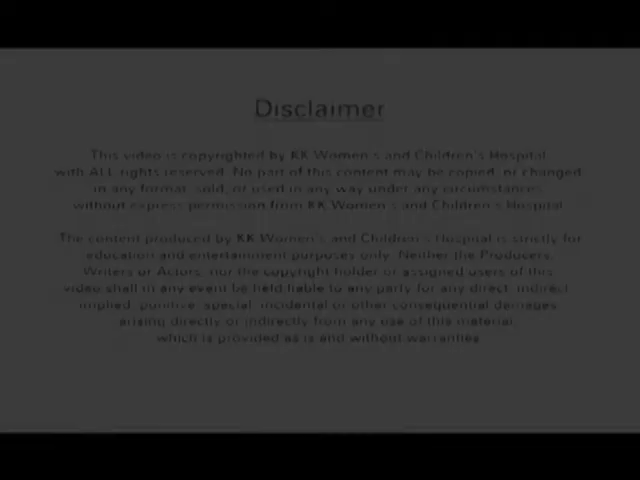 Disclaimer
This video is copyrighted by KK Women's and Children's Hospital
with ALL rights reserved. No part of this content may be copied, or changed
in any format, sold, or used in any way under any circumstances
without express permission from KK Women's and Children's Hospital.
The content produced by KK Women's and Children's Hospital is strictly for
education and entertainment purposes only. Neither the Producers,
Writers or Actors, nor the copyright holder or assigned users of this
video shall in any event be held liable to any party for any direct, indirect,
implied, punitive, special, incidental or other consequential damages
arising directly or indirectly from any use of this material,
which is provided as is and without warranties.